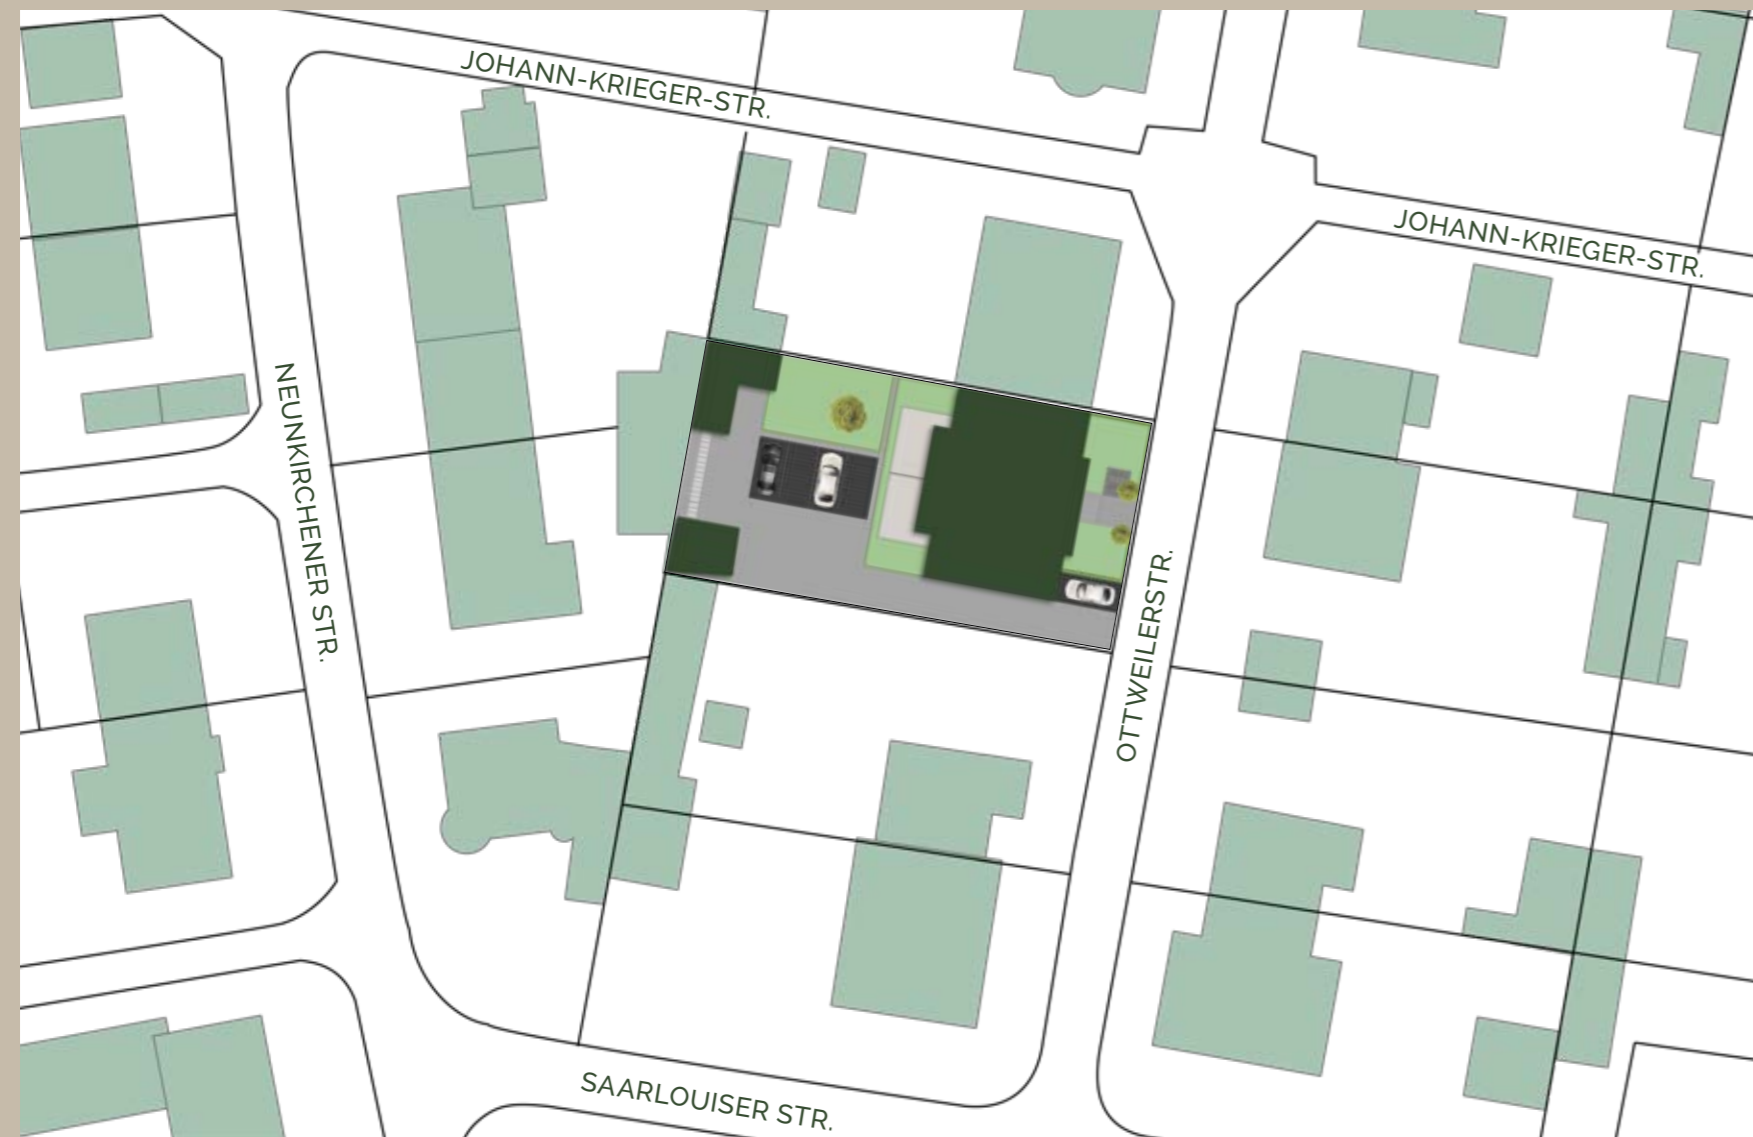 JOHANN-KRIEGER-STR.
JOHANN-KRIEGER-STR.
NEUNKIRCHENER STR.
OTTWEILERSTR.
SAARLOUISER STR.